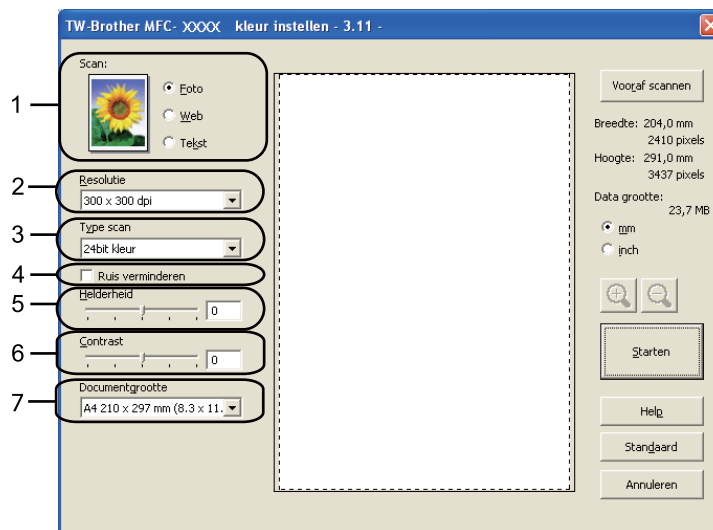 TW-Brother MFC- XXXX kleur instellen - 3.11 -
1
Scan:
Foto
Web
Tekst
2
Resolutie
300 x 300 dpi
3
Type scan
24bit kleur
4
Ruis verminderen
5
Helderheid
0
6
Contrast
0
7
Documentgrootte
A4 210 x 297 mm (8.3 x 11.
Vooraf scannen
Breedte: 204,0 mm
2410 pixels
Hoogte: 291,0 mm
3437 pixels
Data grootte:
23,7 MB
mm
inch
Starten
Help
Standaard
Annuleren